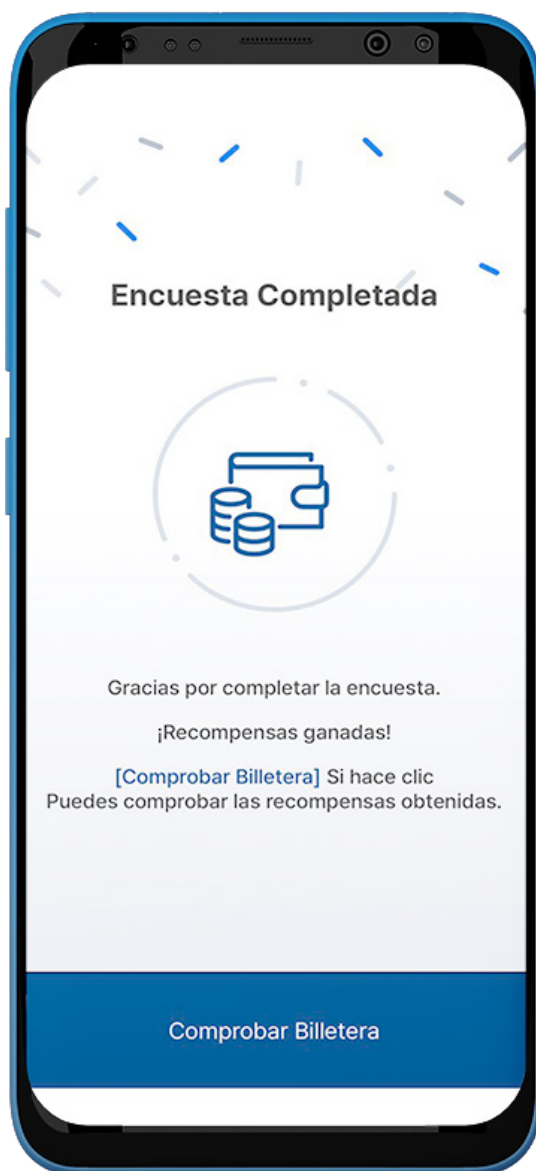 Encuesta Completada
Gracias por completar la encuesta.
¡Recompensas ganadas!
[Comprobar Billetera] Si hace clic
Puedes comprobar las recompensas obtenidas.
Comprobar Billetera